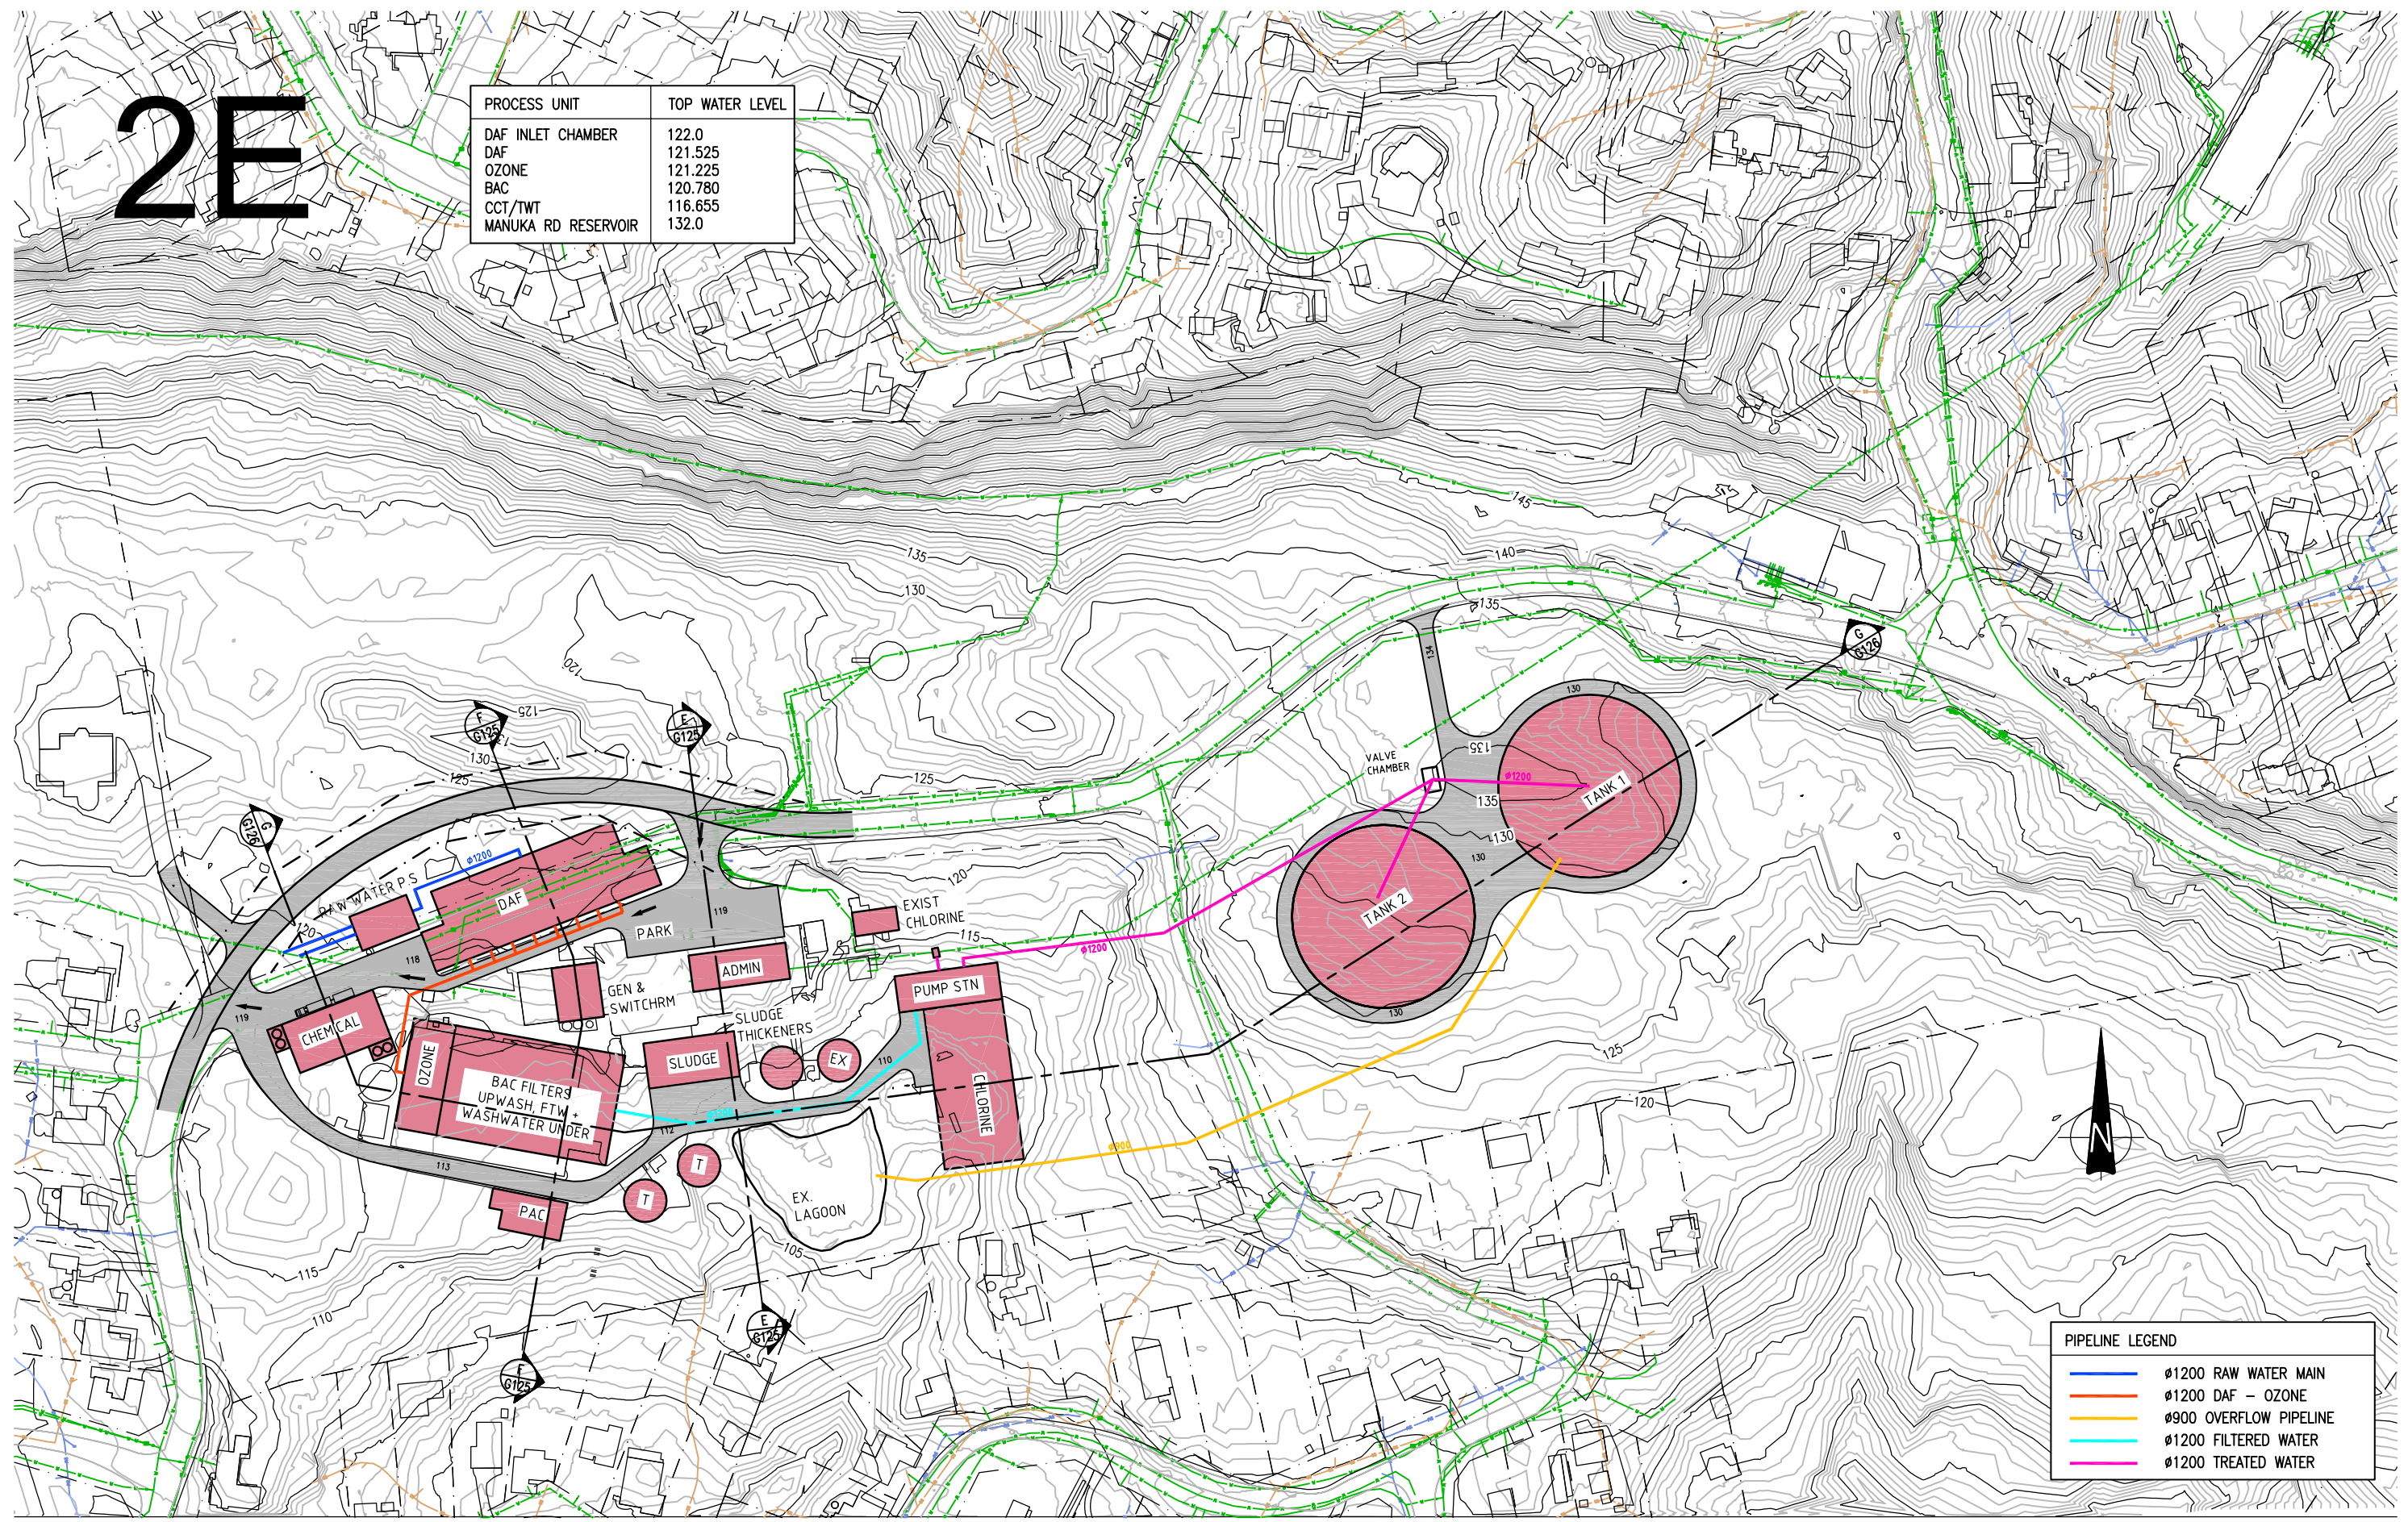 2E
PROCESS UNIT TOP WATER LEVEL
DAF INLET CHAMBER 122.0
DAF 121.525
OZONE 121.225
BAC 120.780
CCT/TWT 116.655
MANUKA RD RESERVOIR 132.0
145
140
135
130
135
120
125
130
125
125
134
G
G126
F
G125
E
G125
G
G126
130
135
VALVE
CHAMBER
ø1200
TANK 1
135
130
130
TANK 2
130
RAW WATER P.S
ø1200
DAF
120
118
119
PARK
119
120
EXIST
CHLORINE
115
ø1200
ADMIN
PUMP STN
GEN &
SWITCHRM
CHEMICAL
SLUDGE
THICKENERS
SLUDGE
EX
110
OZONE
BAC FILTERS
UPWASH, FTW +
WASHWATER UNDER
ø1200
112
CHLORINE
113
T
T
PAC
EX.
LAGOON
ø900
125
120
105
115
110
E
G125
F
G125
N
PIPELINE LEGEND
ø1200 RAW WATER MAIN
ø1200 DAF – OZONE
ø900 OVERFLOW PIPELINE
ø1200 FILTERED WATER
ø1200 TREATED WATER